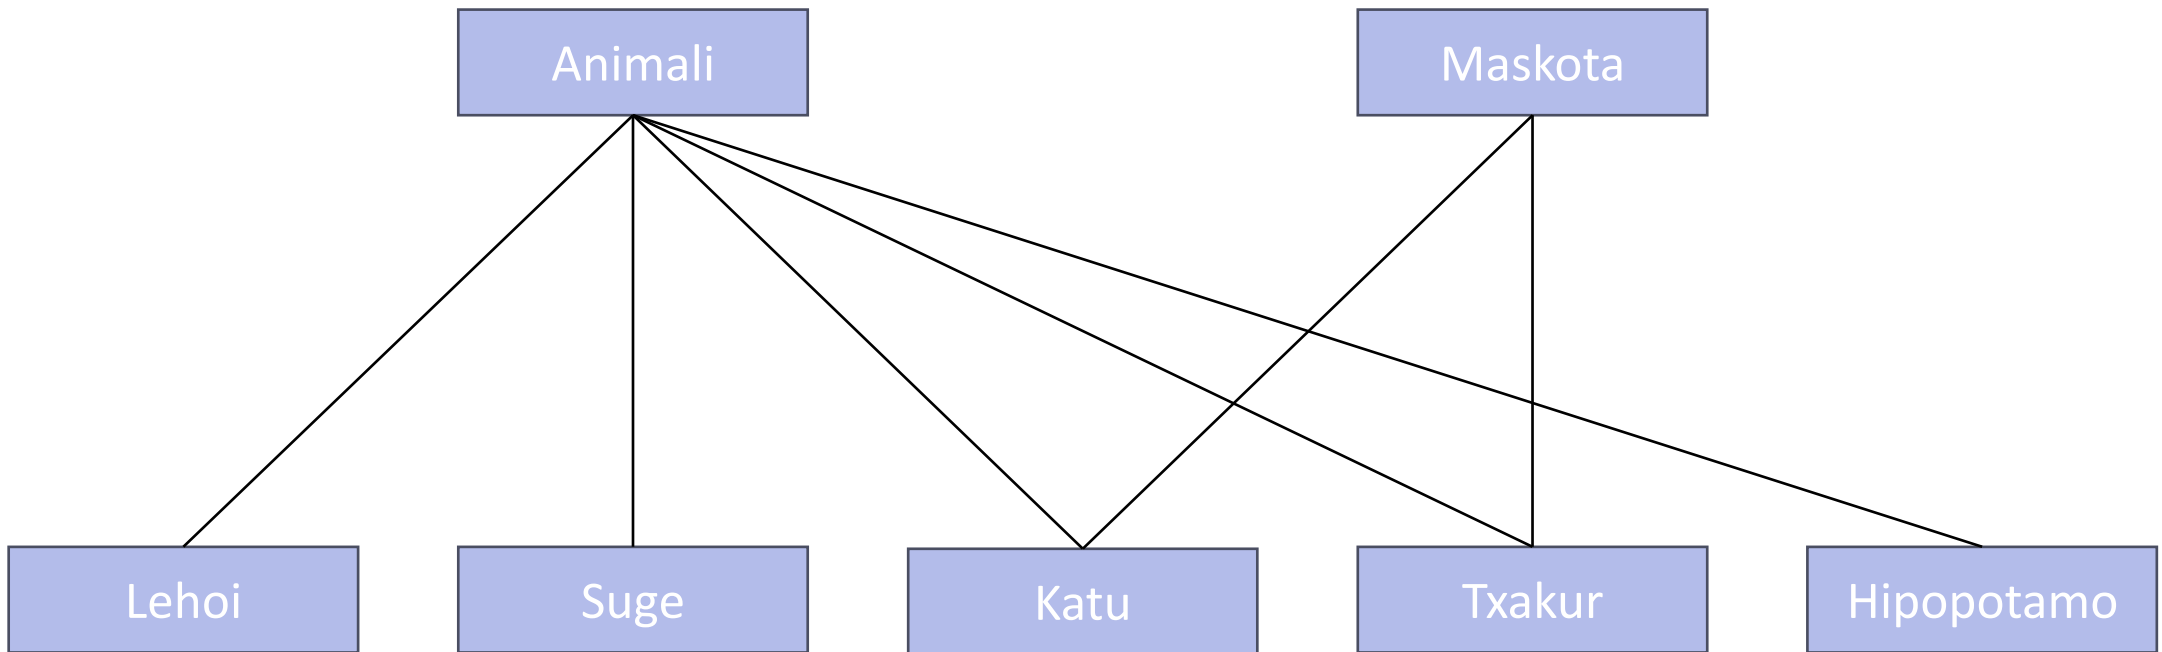 Animali
Maskota
Lehoi
Suge
Katu
Txakur
Hipopotamo